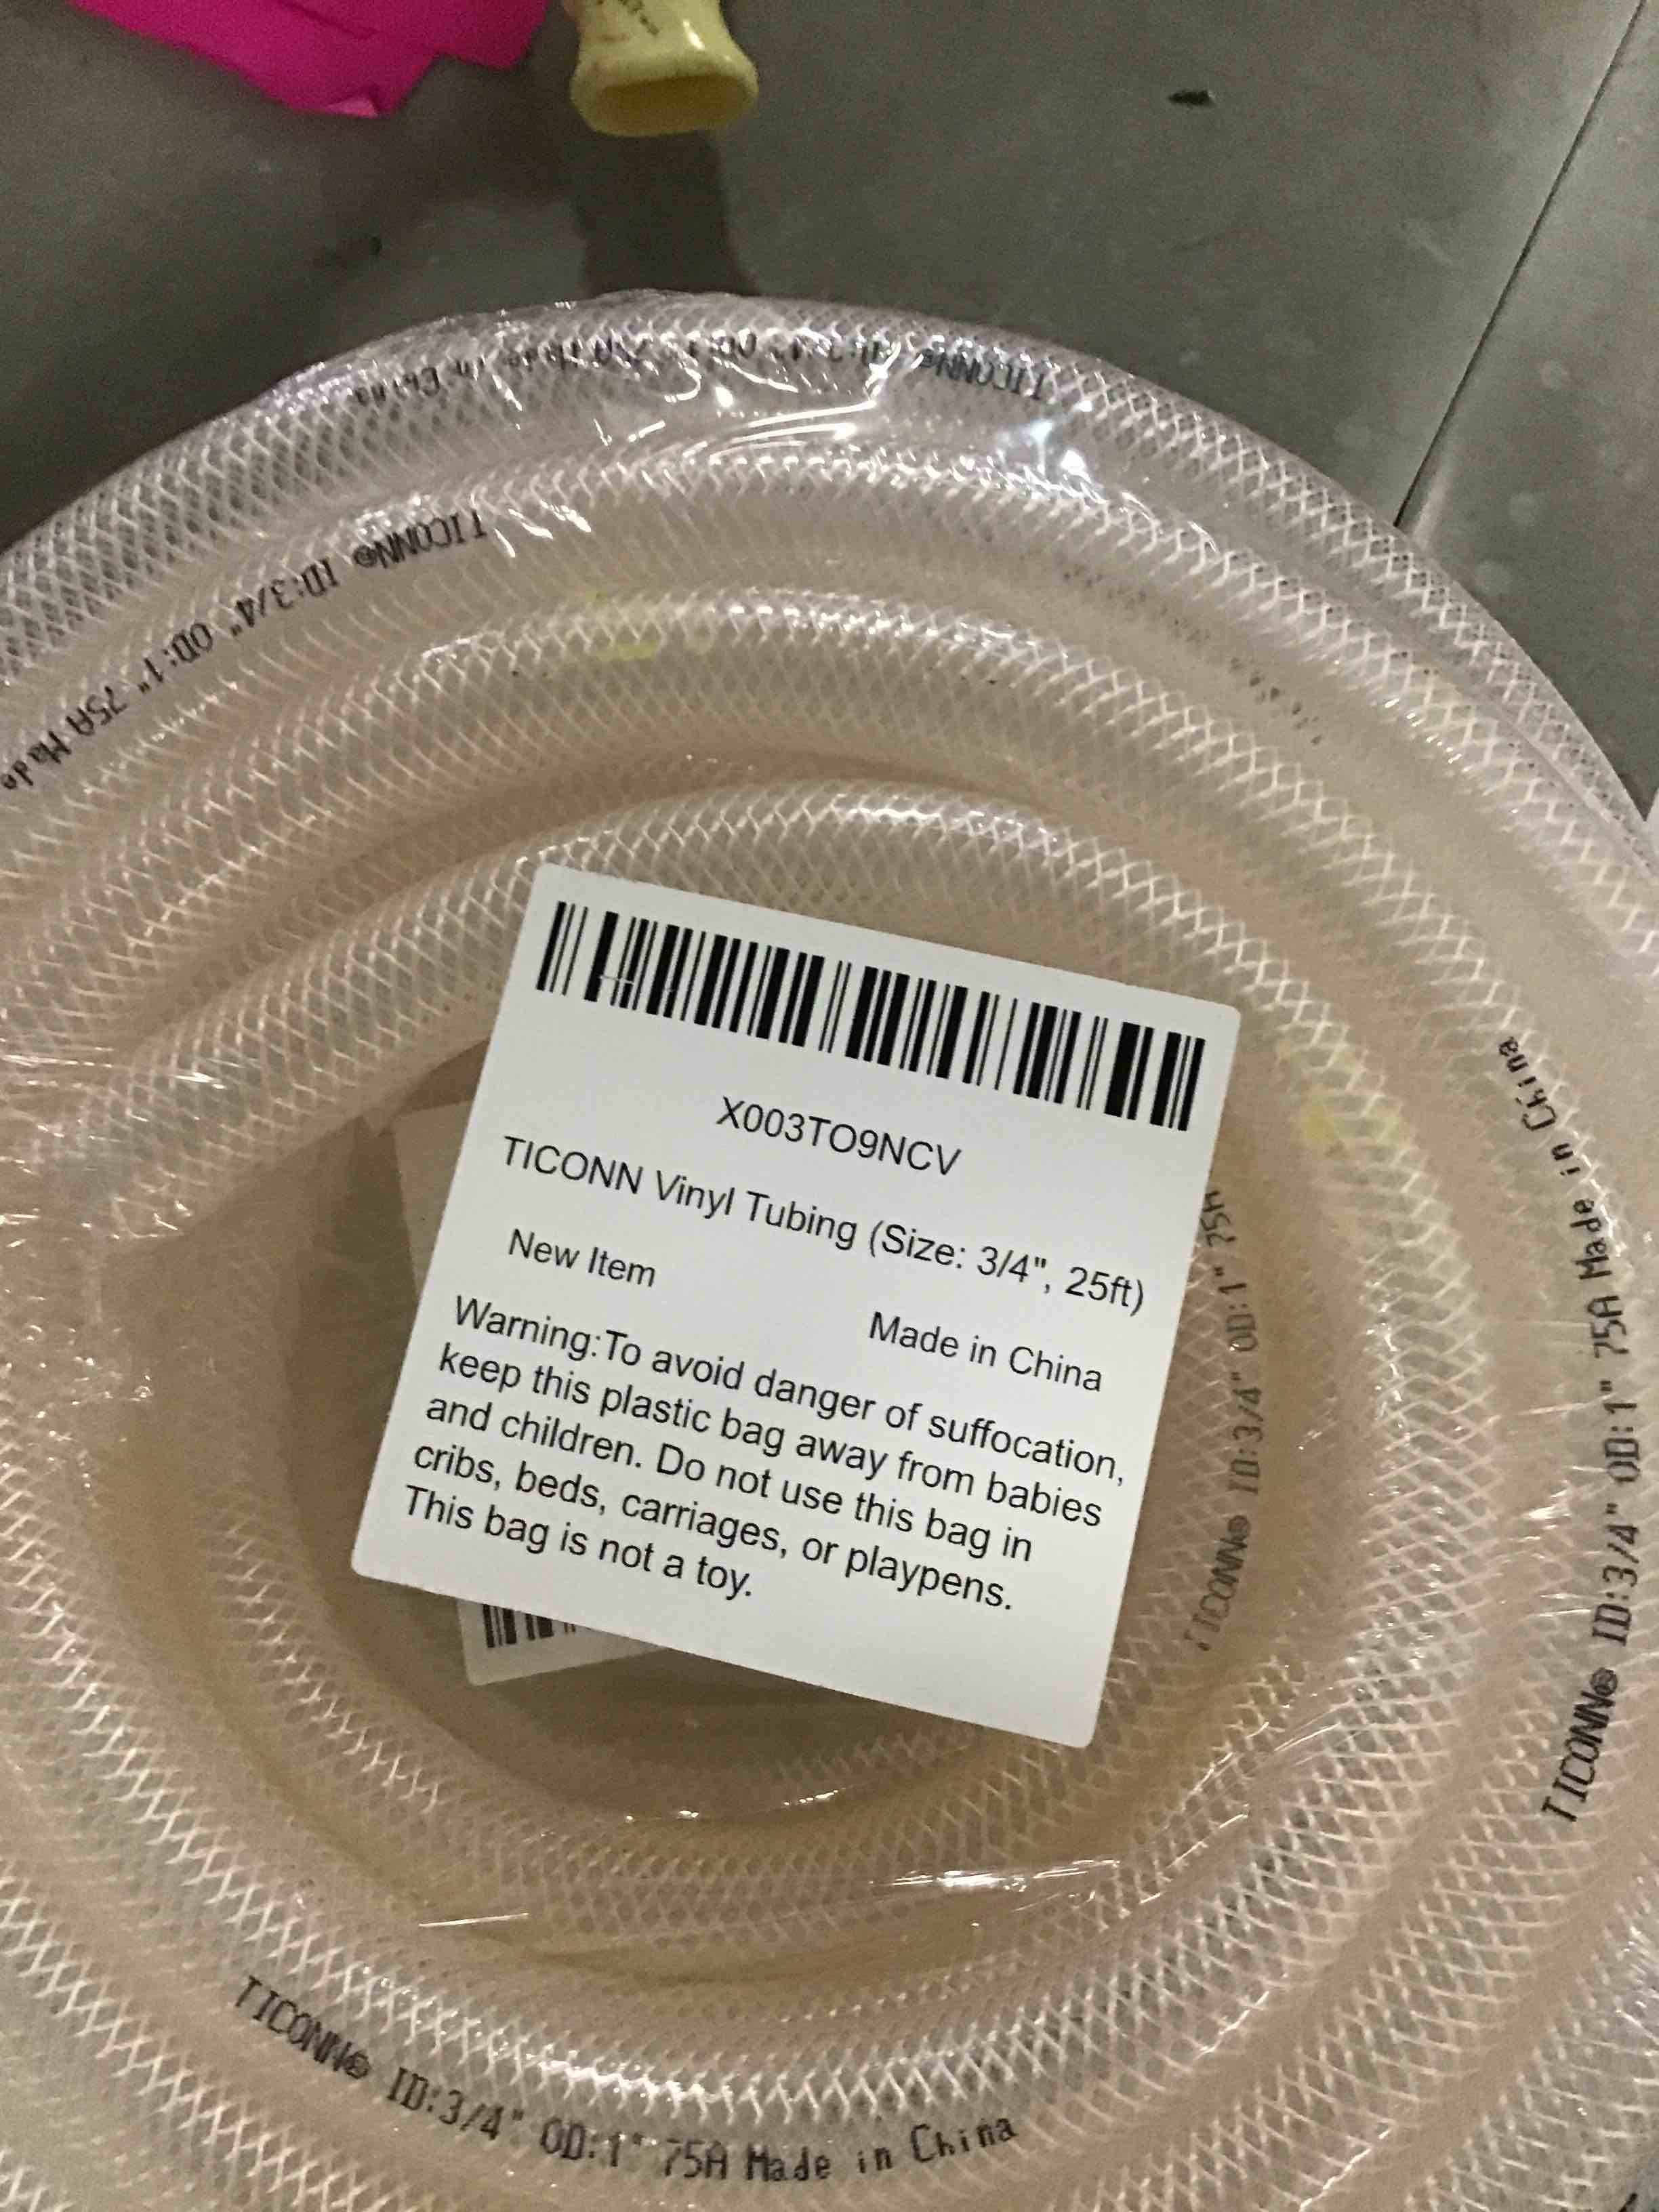 TICONN® ID:3/4" OD:1" 75A Made
X003TO9NCV
TICONN Vinyl Tubing (Size: 3/4", 25ft)
New Item
Made in China
Warning:To avoid danger of suffocation,
keep this plastic bag away from babies
and children. Do not use this bag in
cribs, beds, carriages, or playpens.
This bag is not a toy.
TICONN® ID:3/4" OD:1" 75A
TICONN® ID:3/4" OD:1" 75A Made in China
TICONN® ID:3/4" OD:1" 75A Made in China